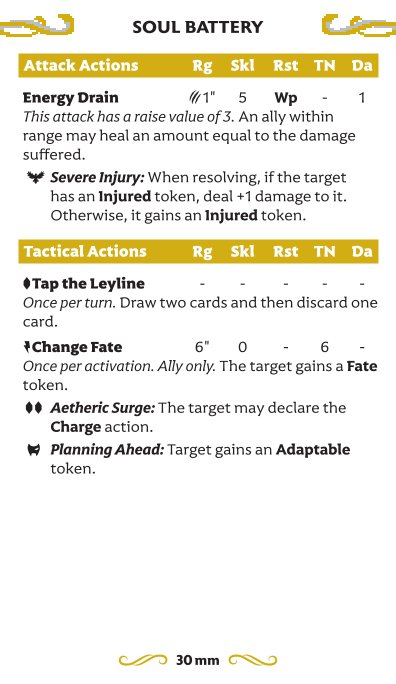 SOUL BATTERY
Attack Actions Rg Skl Rst TN Da
Energy Drain 1" 5 Wp - 1
This attack has a raise value of 3. An ally within
range may heal an amount equal to the damage
suffered.
Severe Injury: When resolving, if the target
has an Injured token, deal +1 damage to it.
Otherwise, it gains an Injured token.
Tactical Actions Rg Skl Rst TN Da
Tap the Leyline - - - - -
Once per turn. Draw two cards and then discard one
card.
Change Fate 6" 0 - 6 -
Once per activation. Ally only. The target gains a Fate
token.
Aetheric Surge: The target may declare the
Charge action.
Planning Ahead: Target gains an Adaptable
token.
30 mm